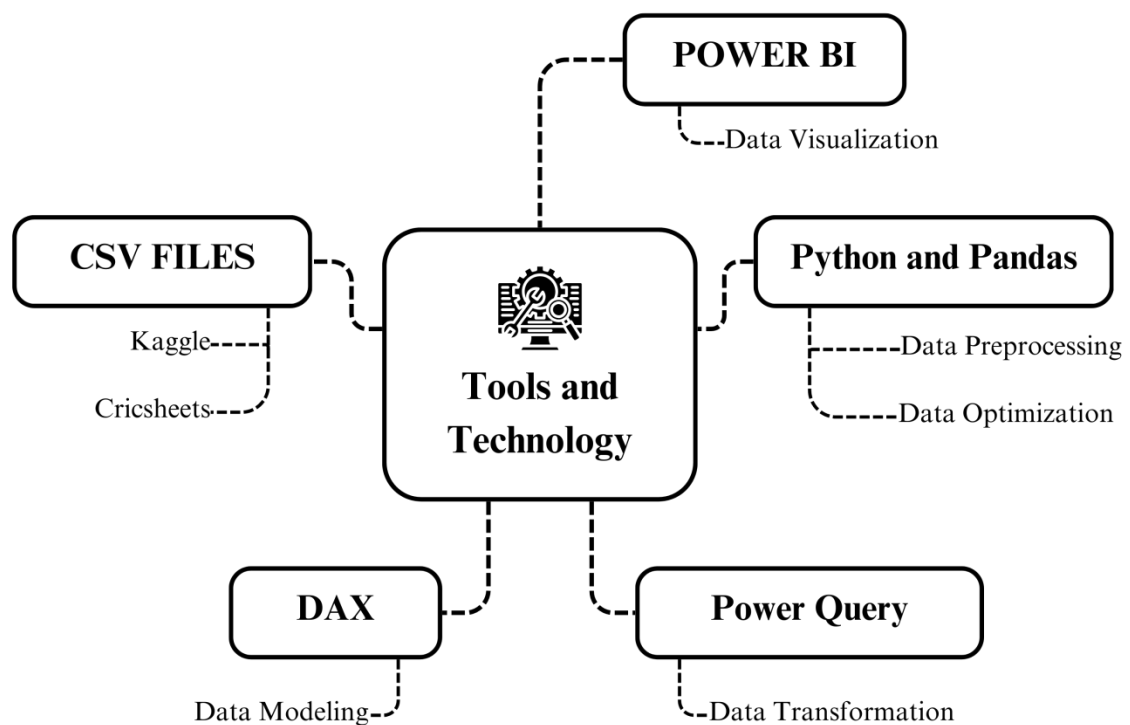 POWER BI
Data Visualization
CSV FILES
Kaggle
Cricsheets
Tools and
Technology
Python and Pandas
Data Preprocessing
Data Optimization
DAX
Data Modeling
Power Query
Data Transformation